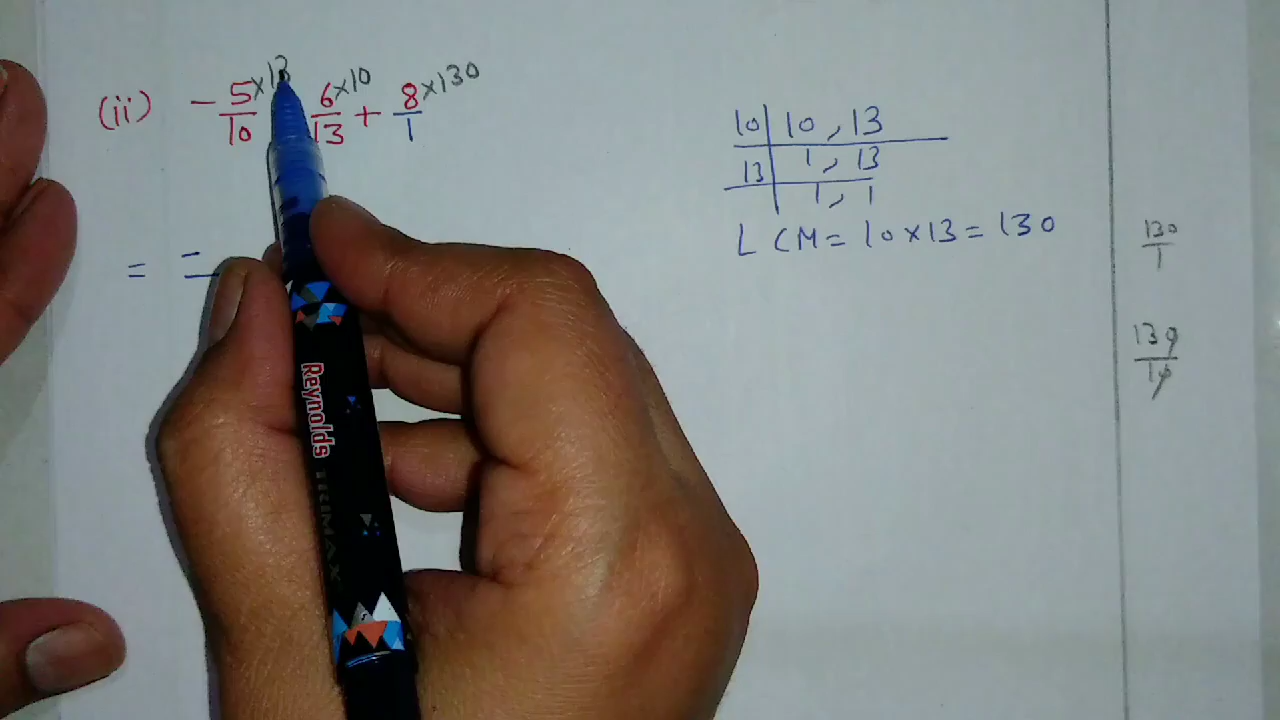 (ii) - 5×13/10 6×10/13 + 8×130/1
= -
10 | 10, 13
13 | 1, 13
1, 1
LCM = 10×13 = 130
130/1
130/10
Reynolds TRIMAX